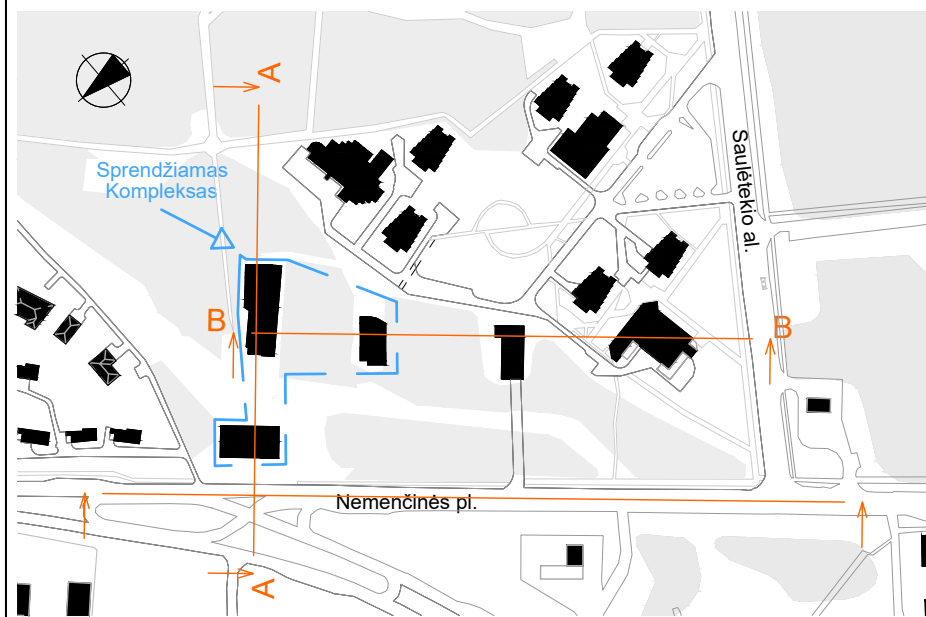 A
Sprendžiamas
Kompleksas
Saulėtekio al.
B
B
Nemenčinės pl.
A